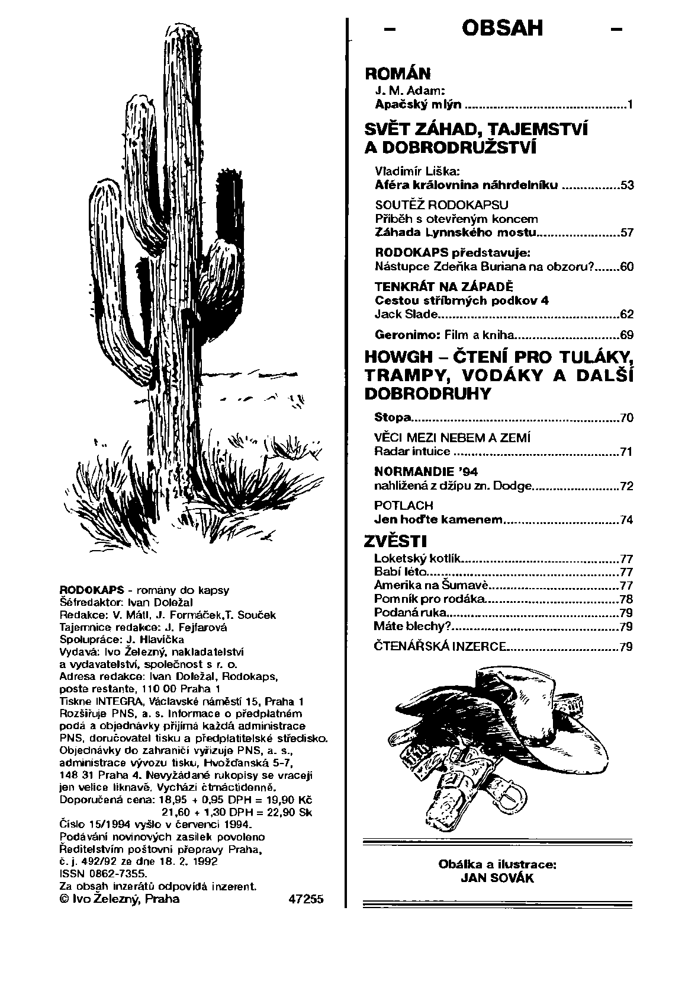 RODOKAPS - romány do kapsy
Šéfredaktor: Ivan Doležal
Redakce: V. Mátl, J. Formáček,T. Souček
Tajemnice redakce: J. Fejfarová
Spolupráce: J. Hlavička
Vydavá: Ivo Železný, nakladatelství
a vydavatelství, společnost s r. o.
Adresa redakce: Ivan Doležal, Rodokaps,
poste restante, 110 00 Praha 1
Tiskne INTEGRA, Václavské náměstí 15, Praha 1
Rozšiřuje PNS, a. s. Informace o předplatném
podá a objednávky přijímá každá administrace
PNS, doručovatel tisku a předplatitelské středisko.
Objednávky do zahraničí vyřizuje PNS, a. s.,
administrace vývozu tisku, Hvožďanská 5-7,
148 31 Praha 4. Nevyžádané rukopisy se vracejí
jen velice liknavě. Vychází čtrnáctidenně.
Doporučená cena: 18,95 + 0,95 DPH = 19,90 Kč
21,60 + 1,30 DPH = 22,90 Sk
Číslo 15/1994 vyšlo v červenci 1994.
Podávání novinových zásilek povoleno
Ředitelstvím poštovní přepravy Praha,
č. j. 492/92 ze dne 18. 2. 1992
ISSN 0862-7355.
Za obsah inzerátů odpovídá inzerent.
© Ivo Železný, Praha 47255
– OBSAH –
ROMÁN
J. M. Adam:
Apačský mlýn ............................................1
SVĚT ZÁHAD, TAJEMSTVÍ
A DOBRODRUŽSTVÍ
Vladimír Liška:
Aféra královnina náhrdelníku ................53
SOUTĚŽ RODOKAPSU
Příběh s otevřeným koncem
Záhada Lynnského mostu.......................57
RODOKAPS představuje:
Nástupce Zdeňka Buriana na obzoru?.......60
TENKRÁT NA ZÁPADĚ
Cestou stříbrných podkov 4
Jack Slade..................................................62
Geronimo: Film a kniha.............................69
HOWGH – ČTENÍ PRO TULÁKY,
TRAMPY, VODÁKY A DALŠÍ
DOBRODRUHY
Stopa.........................................................70
VĚCI MEZI NEBEM A ZEMÍ
Radar intuice .............................................71
NORMANDIE ’94
nahlížená z džípu zn. Dodge........................72
POTLACH
Jen hoďte kamenem................................74
ZVĚSTI
Loketský kotlík...........................................77
Babí léto....................................................77
Amerika na Šumavě....................................77
Pomník pro rodáka.....................................78
Podaná ruka...............................................79
Máte blechy?..............................................79
ČTENÁŘSKÁ INZERCE...............................79
Obálka a ilustrace:
JAN SOVÁK